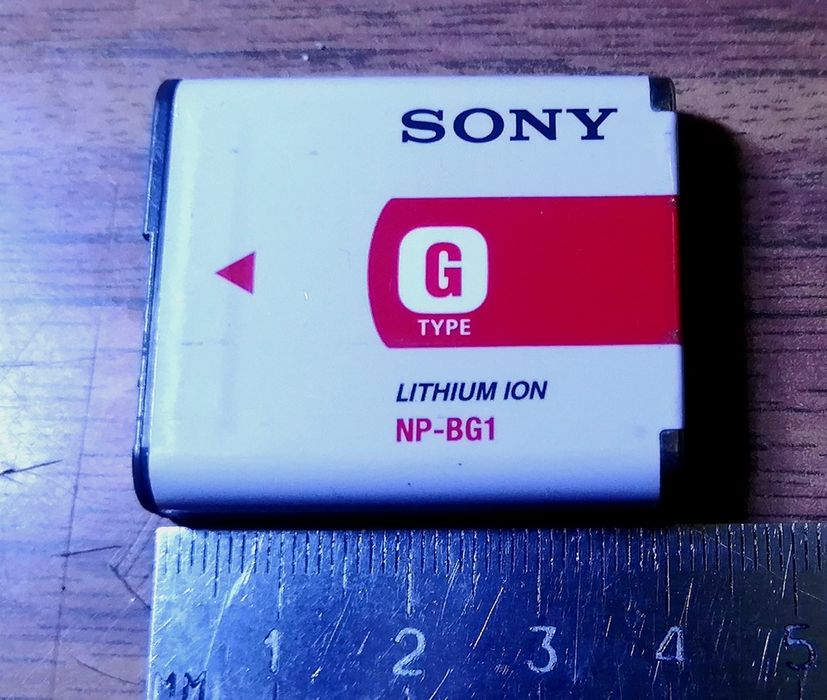 SONY
G
TYPE
LITHIUM ION
NP-BG1
1 2 3 4 5
MM